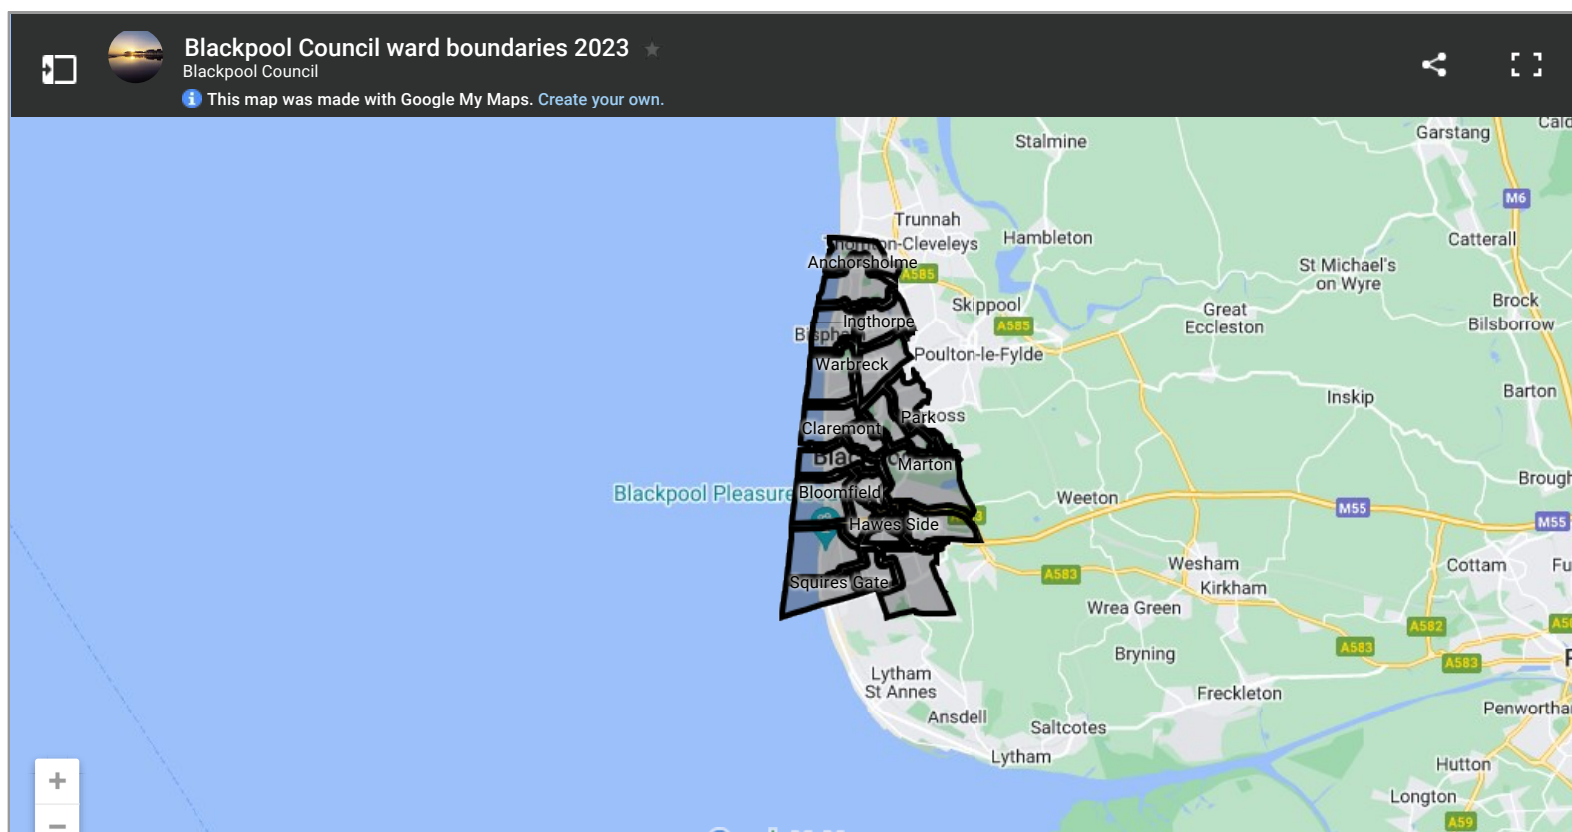 Blackpool Council ward boundaries 2023
Blackpool Council
This map was made with Google My Maps. Create your own.
Stalmine
Garstang
M6
Trunnah
Hambleton
Catterall
Anchorsholme
A585
St Michael's
on Wyre
Skippool
Brock
Great
Eccleston
Bilsborrow
Ingthorpe
A585
Poulton-le-Fylde
Warbreck
Inskip
Barton
Park
Claremont
Marton
Blackpool Pleasure
Bloomfield
Weeton
M55
M55
Hawes Side
Wesham
Cottam
A583
Kirkham
Squires Gate
Wrea Green
A582
A583
A583
Bryning
Lytham
St Annes
Freckleton
Ansdell
Saltcotes
Lytham
Hutton
Longton
A59